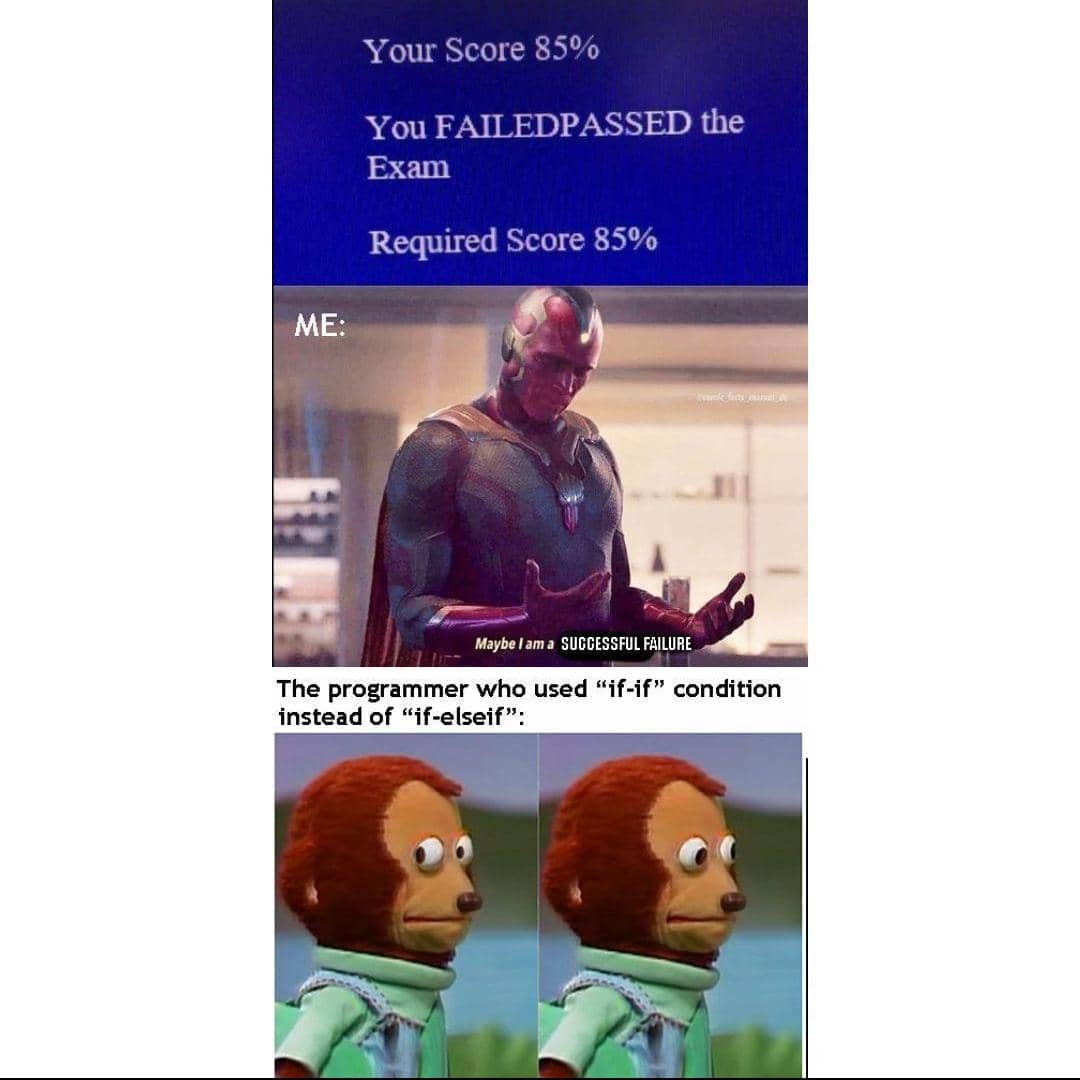 Your Score 85%
You FAILEDPASSED the
Exam
Required Score 85%
ME:
Maybe I am a SUCCESSFUL FAILURE
The programmer who used “if-if” condition
instead of “if-elseif”: